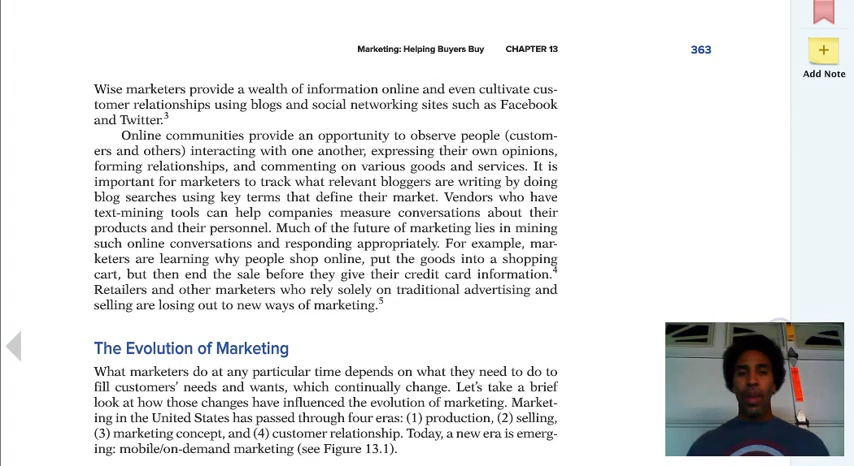 Marketing: Helping Buyers Buy CHAPTER 13 363
Add Note
Wise marketers provide a wealth of information online and even cultivate cus-
tomer relationships using blogs and social networking sites such as Facebook
and Twitter.3
Online communities provide an opportunity to observe people (custom-
ers and others) interacting with one another, expressing their own opinions,
forming relationships, and commenting on various goods and services. It is
important for marketers to track what relevant bloggers are writing by doing
blog searches using key terms that define their market. Vendors who have
text-mining tools can help companies measure conversations about their
products and their personnel. Much of the future of marketing lies in mining
such online conversations and responding appropriately. For example, mar-
keters are learning why people shop online, put the goods into a shopping
cart, but then end the sale before they give their credit card information.4
Retailers and other marketers who rely solely on traditional advertising and
selling are losing out to new ways of marketing.5
The Evolution of Marketing
What marketers do at any particular time depends on what they need to do to
fill customers' needs and wants, which continually change. Let's take a brief
look at how those changes have influenced the evolution of marketing. Market-
ing in the United States has passed through four eras: (1) production, (2) selling,
(3) marketing concept, and (4) customer relationship. Today, a new era is emerg-
ing: mobile/on-demand marketing (see Figure 13.1).